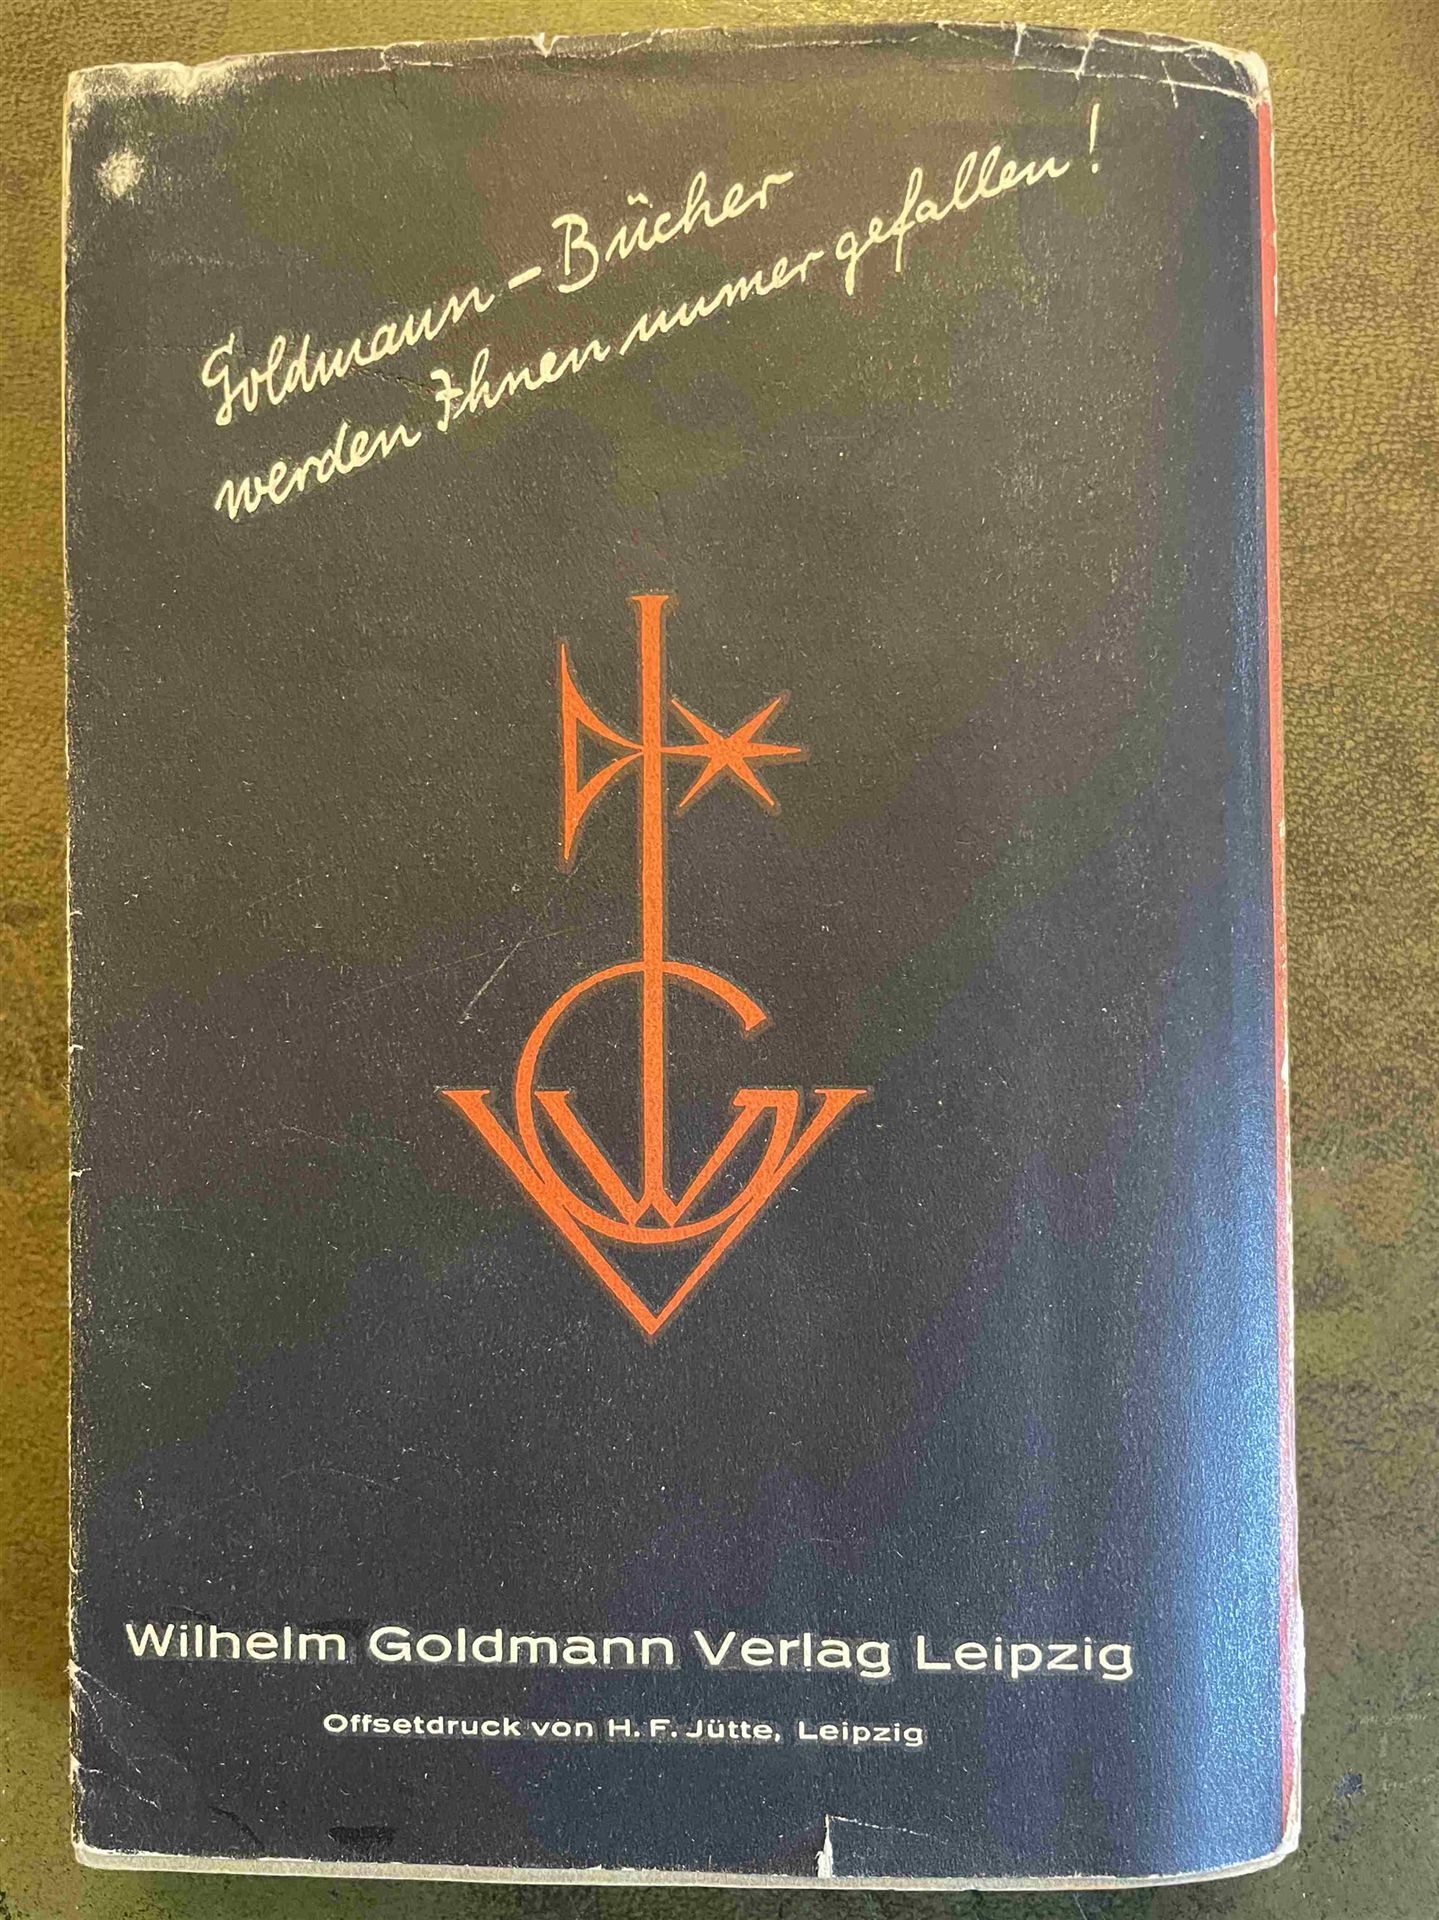 Goldmann-Bücher
werden Ihnen immer gefallen!
Wilhelm Goldmann Verlag Leipzig
Offsetdruck von H. F. Jütte, Leipzig